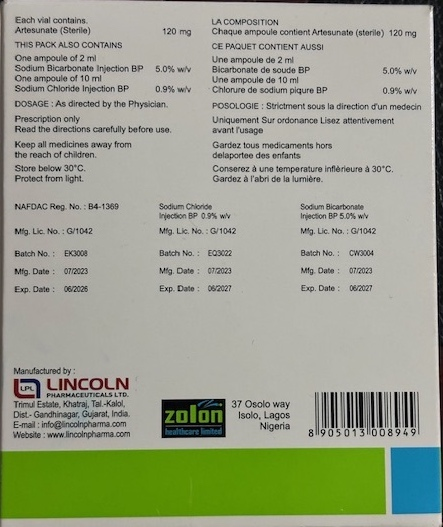 Each vial contains.
Artesunate (Sterile) 120 mg
THIS PACK ALSO CONTAINS
One ampoule of 2 ml
Sodium Bicarbonate Injection BP 5.0% w/v
One ampoule of 10 ml
Sodium Chloride Injection BP 0.9% w/v
DOSAGE : As directed by the Physician.
Prescription only
Read the directions carefully before use.
Keep all medicines away from
the reach of children.
Store below 30°C.
Protect from light.
LA COMPOSITION
Chaque ampoule contient Artesunate (sterile) 120 mg
CE PAQUET CONTIENT AUSSI
Une ampoule de 2 ml
Bicarbonate de soude BP 5.0% w/v
Une ampoule de 10 ml
Chlorure de sodium piqure BP 0.9% w/v
POSOLOGIE : Strictment sous la direction d'un medecin
Uniquement Sur ordonance Lisez attentivement
avant l'usage
Gardez tous medicaments hors
delaportee des enfants
Conserez à une temperature inflèrieure à 30°C.
Gardez à l'abri de la lumière.
NAFDAC Reg. No. : B4-1369
Mfg. Lic. No. : G/1042
Batch No. : EK3008
Mfg. Date : 07/2023
Exp. Date : 06/2026
Sodium Chloride
Injection BP 0.9% w/v
Mfg. Lic. No. : G/1042
Batch No. : EQ3022
Mfg. Date : 07/2023
Exp. Date : 06/2027
Sodium Bicarbonate
Injection BP 5.0% w/v
Mfg. Lic. No. : G/1042
Batch No. : CW3004
Mfg. Date : 07/2023
Exp. Date : 06/2027
Manufactured by :
LPL LINCOLN
PHARMACEUTICALS LTD.
Trimul Estate, Khatraj, Tal.-Kalol,
Dist.- Gandhinagar, Gujarat, India.
E-mail : info@lincolnpharma.com
Website : www.lincolnpharma.com
zolon
healthcare limited
37 Osolo way
Isolo, Lagos
Nigeria
8 905013 008949